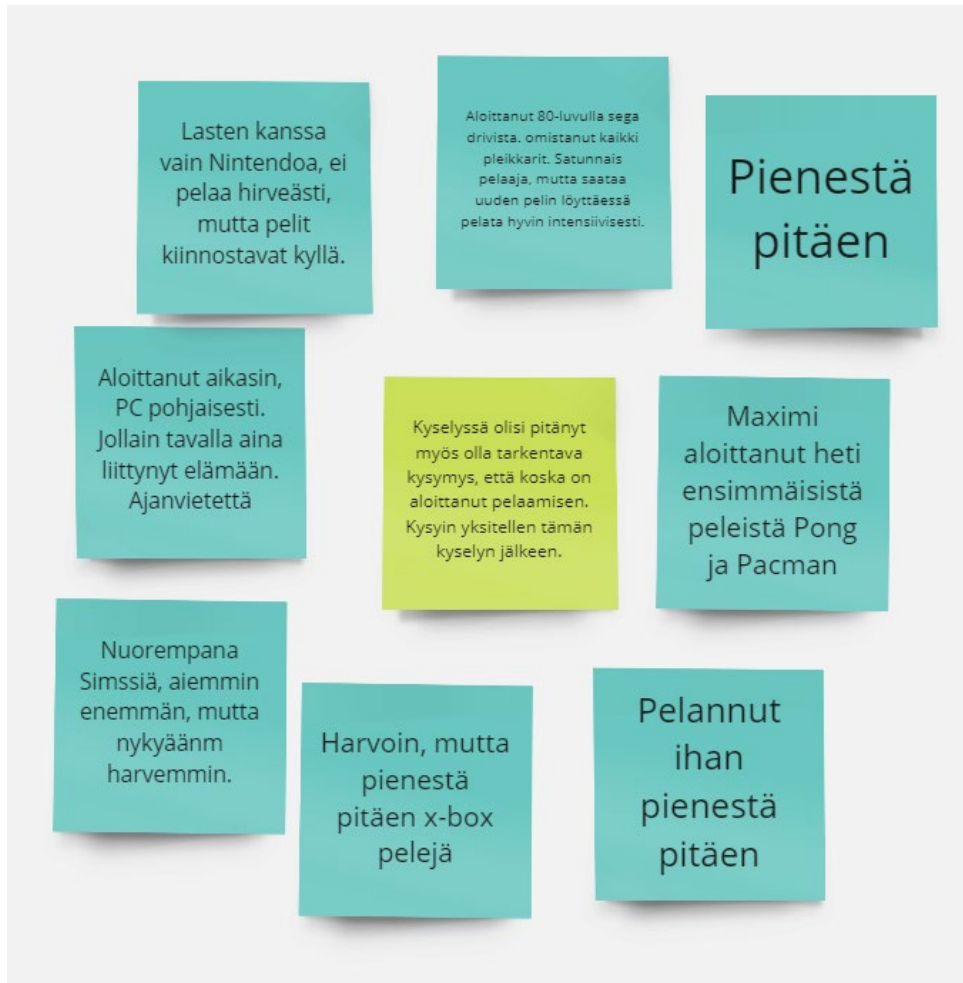 Lasten kanssa
vain Nintendoa, ei
pelaa hirveästi,
mutta pelit
kiinnostavat kyllä.
Aloittanut 80-luvulla sega
drivista. omistanut kaikki
pleikkarit. Satunnais
pelaaja, mutta saataa
uuden pelin löyttäessä
pelata hyvin intensiivisesti.
Pienestä
pitäen
Aloittanut aikasin,
PC pohjaisesti.
Jollain tavalla aina
liittynyt elämään.
Ajanvietettä
Kyselyssä olisi pitänyt
myös olla tarkentava
kysymys, että koska on
aloittanut pelaamisen.
Kysyin yksitellen tämän
kyselyn jälkeen.
Maximi
aloittanut heti
ensimmäisistä
peleistä Pong
ja Pacman
Nuorempana
Simssiä, aiemmin
enemmän, mutta
nykyäänm
harvemmin.
Harvoin, mutta
pienestä
pitäen x-box
pelejä
Pelannut
ihan
pienestä
pitäen